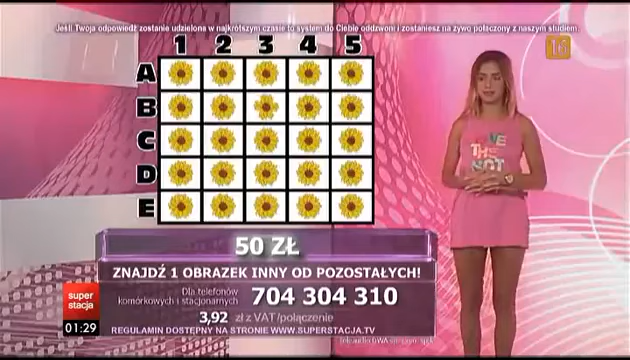 Jeśli Twoja odpowiedź zostanie udzielona w najkrótszym czasie to system do Ciebie oddzwoni i zostaniesz na żywo połączony z naszym studiem.
16
1 2 3 4 5
A
B
C
D
E
50 ZŁ
ZNAJDŹ 1 OBRAZEK INNY OD POZOSTAŁYCH!
Dla telefonów
komórkowych i stacjonarnych 704 304 310
3,92 zł z VAT/połączenie
REGULAMIN DOSTĘPNY NA STRONIE WWW.SUPERSTACJA.TV
super
stacja
01:29
THE
NOT